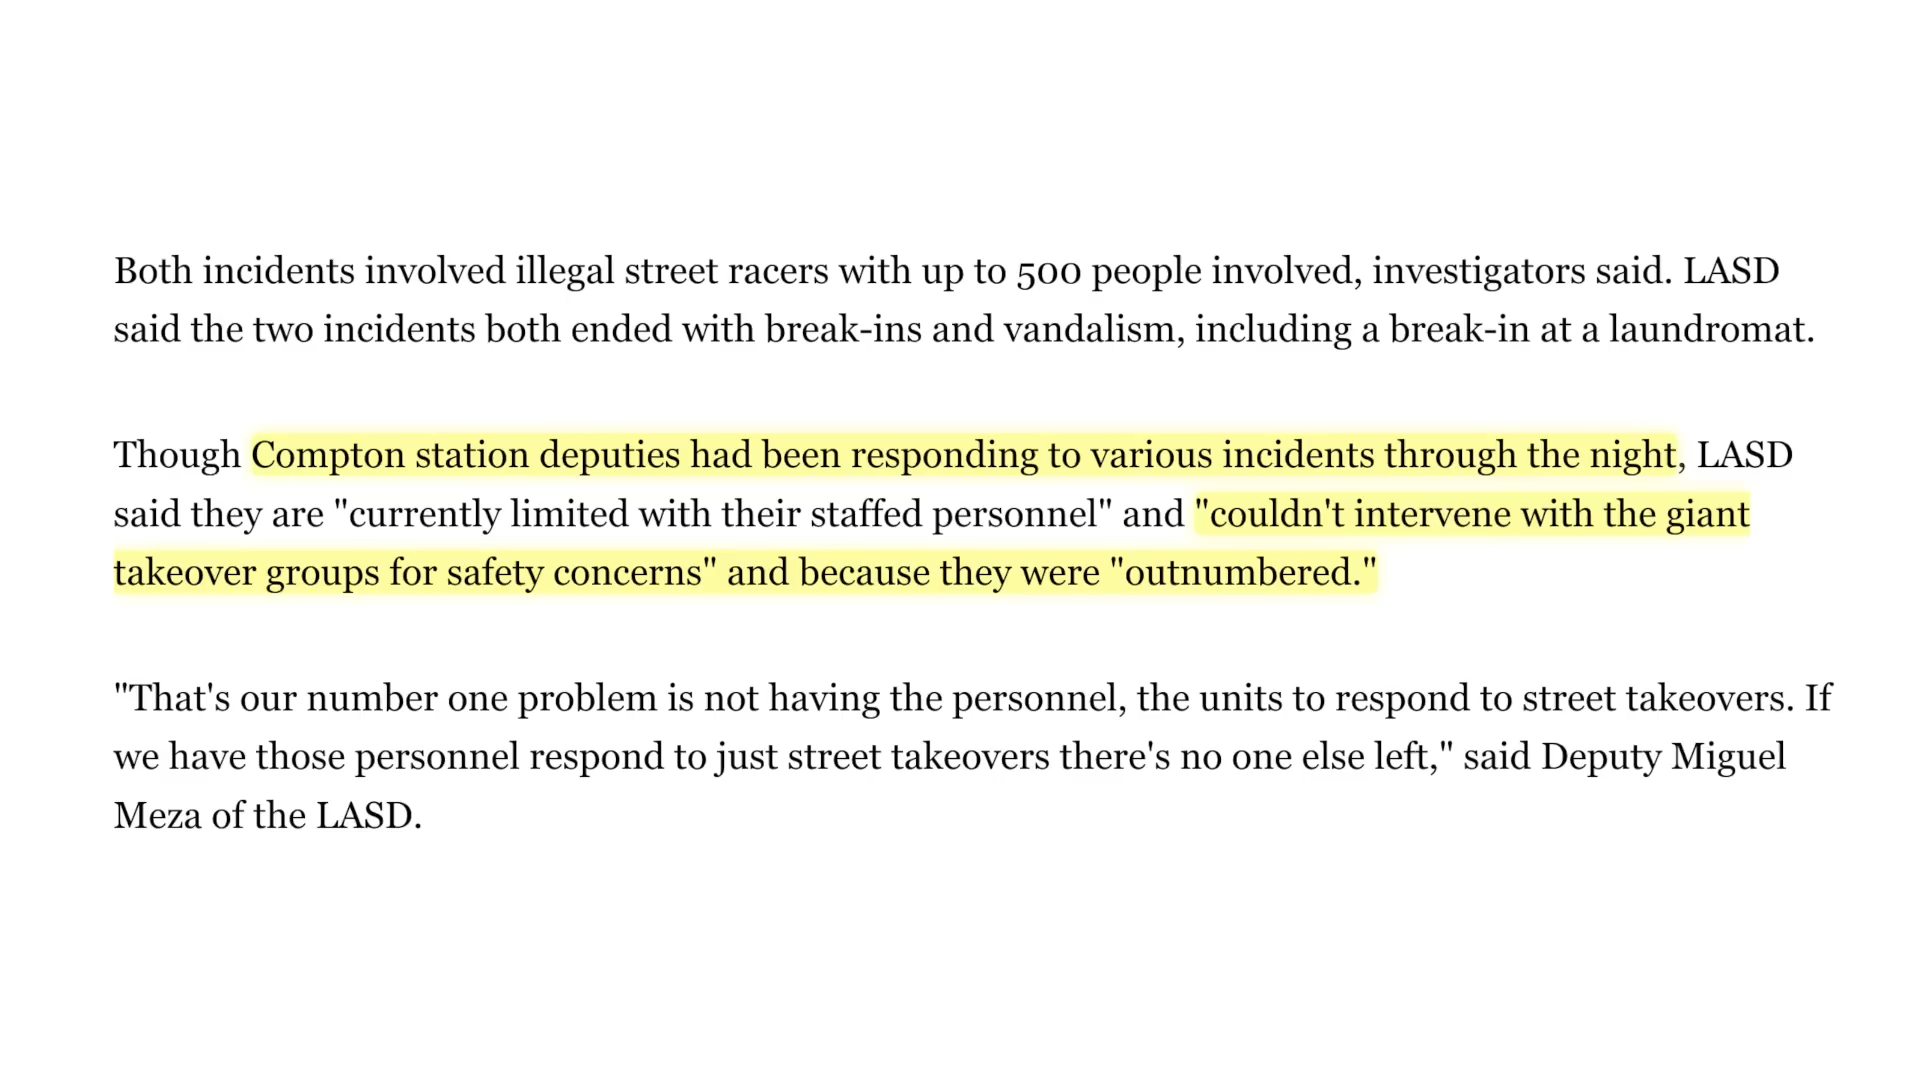 Both incidents involved illegal street racers with up to 500 people involved, investigators said. LASD
said the two incidents both ended with break-ins and vandalism, including a break-in at a laundromat.
Though Compton station deputies had been responding to various incidents through the night, LASD
said they are "currently limited with their staffed personnel" and "couldn't intervene with the giant
takeover groups for safety concerns" and because they were "outnumbered."
"That's our number one problem is not having the personnel, the units to respond to street takeovers. If
we have those personnel respond to just street takeovers there's no one else left," said Deputy Miguel
Meza of the LASD.